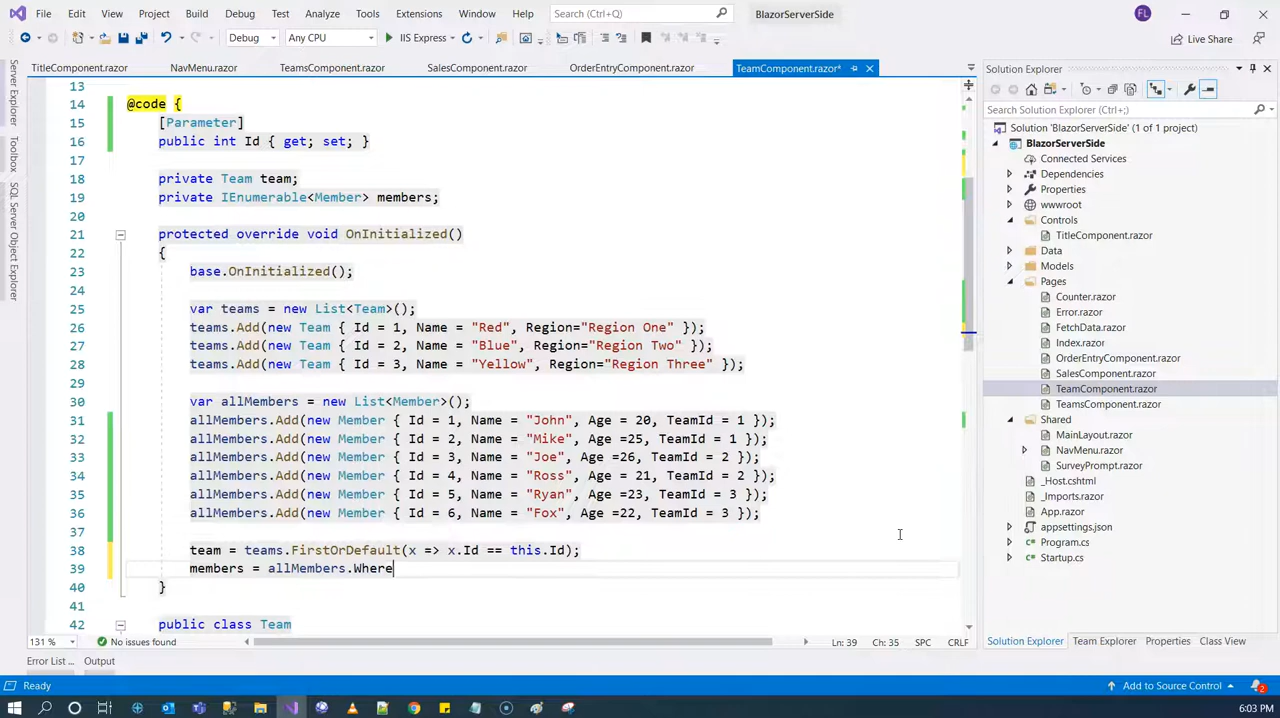 File Edit View Project Build Debug Test Analyze Tools Extensions Window Help Search (Ctrl+Q) BlazorServerSide FL
Debug Any CPU IIS Express Live Share
TitleComponent.razor NavMenu.razor TeamsComponent.razor SalesComponent.razor OrderEntryComponent.razor TeamComponent.razor*
Server Explorer
Toolbox
SQL Server Object Explorer
13
14 @code {
15 [Parameter]
16 public int Id { get; set; }
17
18 private Team team;
19 private IEnumerable<Member> members;
20
21 protected override void OnInitialized()
22 {
23 base.OnInitialized();
24
25 var teams = new List<Team>();
26 teams.Add(new Team { Id = 1, Name = "Red", Region="Region One" });
27 teams.Add(new Team { Id = 2, Name = "Blue", Region="Region Two" });
28 teams.Add(new Team { Id = 3, Name = "Yellow", Region="Region Three" });
29
30 var allMembers = new List<Member>();
31 allMembers.Add(new Member { Id = 1, Name = "John", Age = 20, TeamId = 1 });
32 allMembers.Add(new Member { Id = 2, Name = "Mike", Age =25, TeamId = 1 });
33 allMembers.Add(new Member { Id = 3, Name = "Joe", Age =26, TeamId = 2 });
34 allMembers.Add(new Member { Id = 4, Name = "Ross", Age = 21, TeamId = 2 });
35 allMembers.Add(new Member { Id = 5, Name = "Ryan", Age =23, TeamId = 3 });
36 allMembers.Add(new Member { Id = 6, Name = "Fox", Age =22, TeamId = 3 });
37
38 team = teams.FirstOrDefault(x => x.Id == this.Id);
39 members = allMembers.Where
40 }
41
42 public class Team
131 % No issues found Ln: 39 Ch: 35 SPC CRLF
Error List ... Output
Solution Explorer
Search Solution Explorer (Ctrl+;)
Solution 'BlazorServerSide' (1 of 1 project)
BlazorServerSide
Connected Services
Dependencies
Properties
wwwroot
Controls
TitleComponent.razor
Data
Models
Pages
Counter.razor
Error.razor
FetchData.razor
Index.razor
OrderEntryComponent.razor
SalesComponent.razor
TeamComponent.razor
TeamsComponent.razor
Shared
MainLayout.razor
NavMenu.razor
SurveyPrompt.razor
_Host.cshtml
_Imports.razor
App.razor
appsettings.json
Program.cs
Startup.cs
Solution Explorer Team Explorer Properties Class View
Ready Add to Source Control 2
6:03 PM